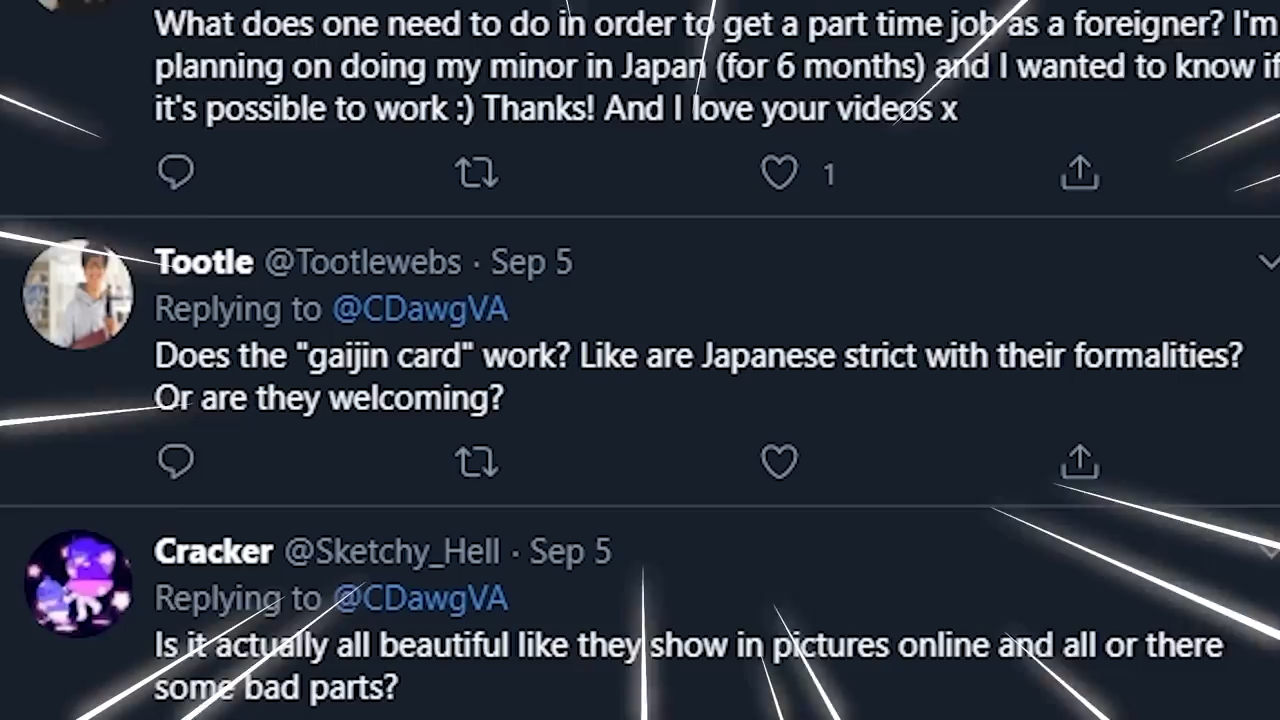 What does one need to do in order to get a part time job as a foreigner? I'm
planning on doing my minor in Japan (for 6 months) and I wanted to know if
it's possible to work :) Thanks! And I love your videos x
1
Tootle @Tootlewebs · Sep 5
Replying to @CDawgVA
Does the "gaijin card" work? Like are Japanese strict with their formalities?
Or are they welcoming?
Cracker @Sketchy_Hell · Sep 5
Replying to @CDawgVA
Is it actually all beautiful like they show in pictures online and all or there
some bad parts?